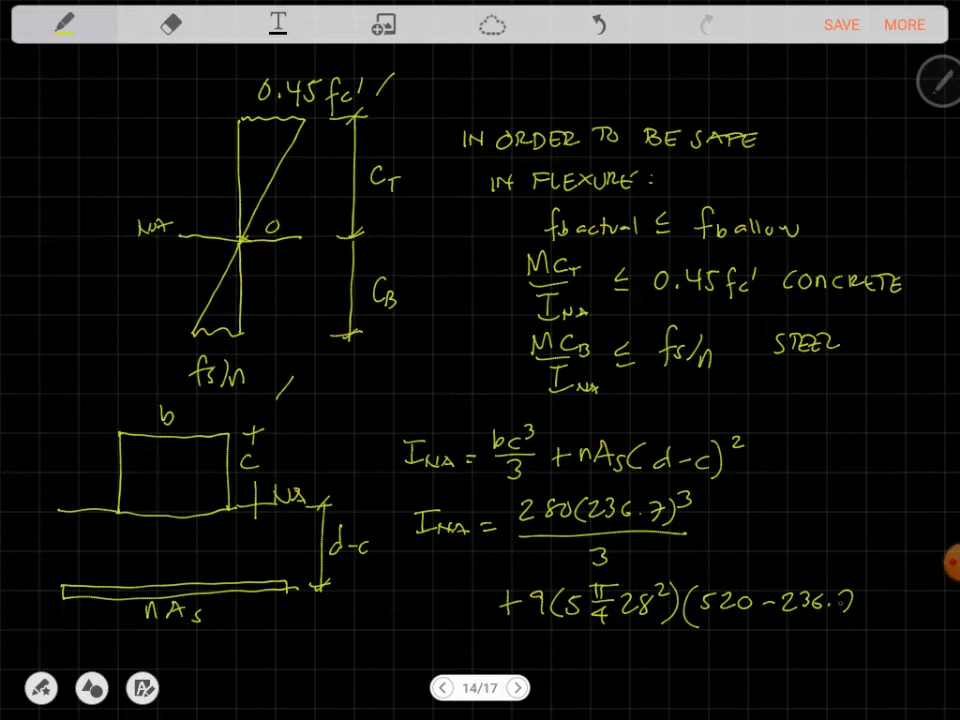 T SAVE MORE
0.45 fc'
CT
NA 0
CB
fs/n
IN ORDER TO BE SAFE
IN FLEXURE:
fb actual ≤ fb allow
MCT/INA ≤ 0.45 fc' CONCRETE
MCB/INA ≤ fs/n STEEL
b
C
NA
d-c
nAs
INA = bc³/3 + nAs(d-c)²
INA = 280(236.7)³/3
+ 9(5 π/4 28²)(520 - 236.
A 14/17